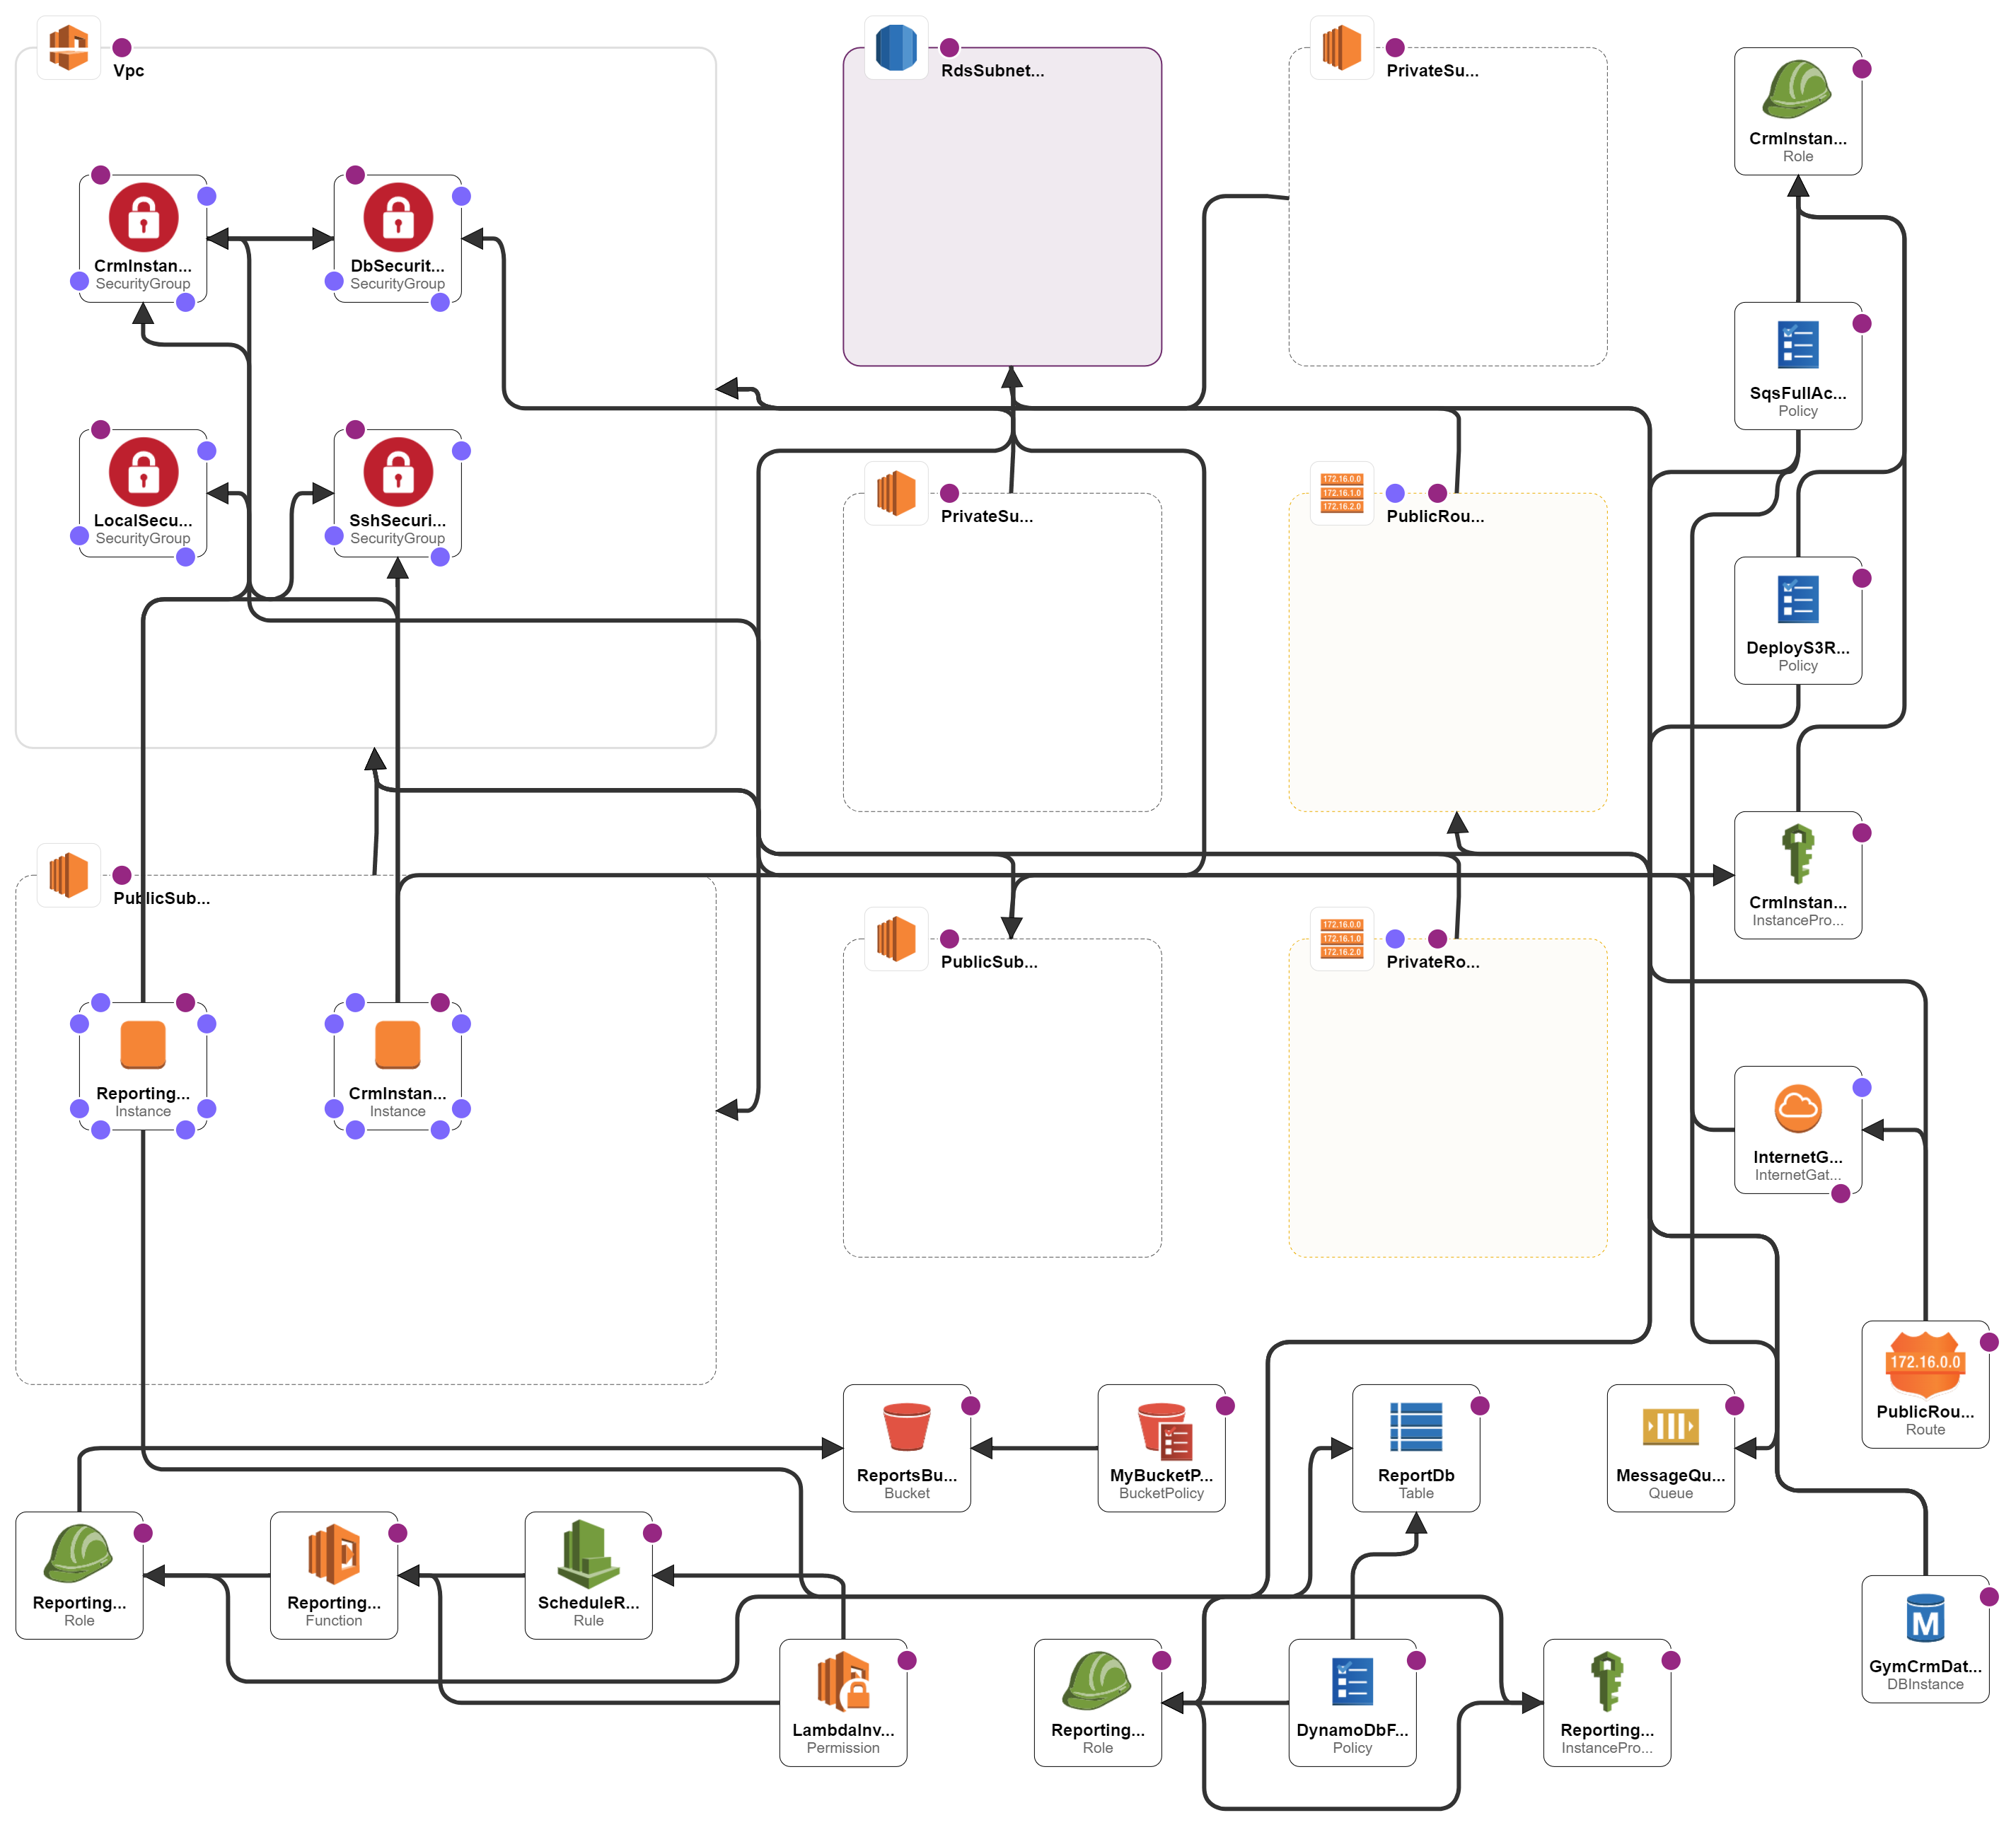 Vpc
RdsSubnet...
PrivateSu...
CrmInstan...
Role
CrmInstan...
SecurityGroup
DbSecurit...
SecurityGroup
SqsFullAc...
Policy
LocalSecu...
SecurityGroup
SshSecuri...
SecurityGroup
PrivateSu...
172.16.0.0
172.16.1.0
172.16.2.0
PublicRou...
DeployS3R...
Policy
PublicSub...
CrmInstan...
InstancePro...
PublicSub...
172.16.0.0
172.16.1.0
172.16.2.0
PrivateRo...
Reporting...
Instance
CrmInstan...
Instance
InternetG...
InternetGat...
172.16.0.0
PublicRou...
Route
ReportsBu...
Bucket
MyBucketP...
BucketPolicy
ReportDb
Table
MessageQu...
Queue
Reporting...
Role
Reporting...
Function
ScheduleR...
Rule
M
GymCrmDat...
DBInstance
LambdaInv...
Permission
Reporting...
Role
DynamoDbF...
Policy
Reporting...
InstancePro...